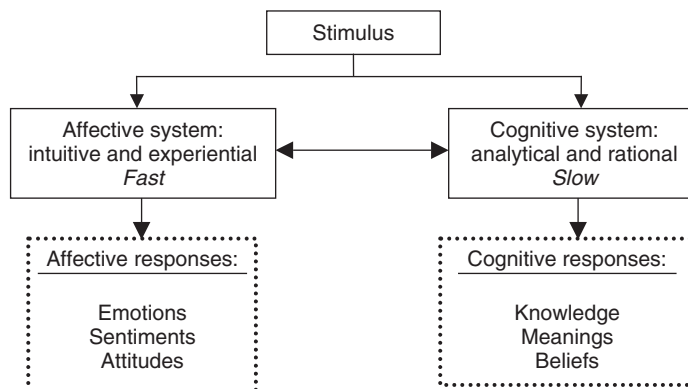 Stimulus
Affective system:
intuitive and experiential
Fast
Cognitive system:
analytical and rational
Slow
Affective responses:
Emotions
Sentiments
Attitudes
Cognitive responses:
Knowledge
Meanings
Beliefs